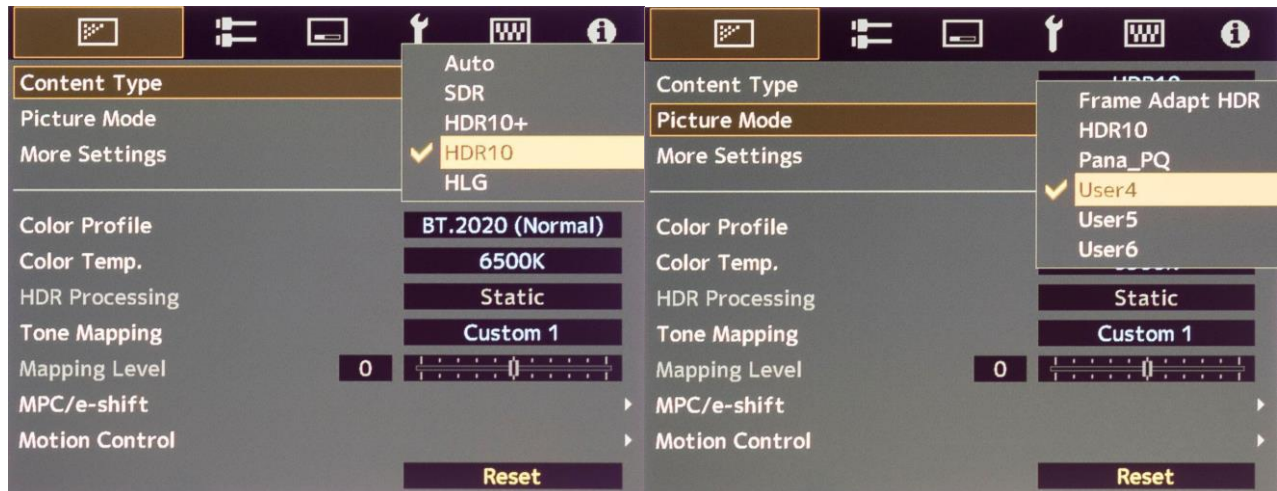 Content Type
Auto
SDR
Picture Mode
HDR10+
More Settings
HDR10
HLG
Color Profile
BT.2020 (Normal)
Color Temp.
6500K
HDR Processing
Static
Tone Mapping
Custom 1
Mapping Level
0
MPC/e-shift
Motion Control
Reset
Content Type
Frame Adapt HDR
Picture Mode
HDR10
Pana_PQ
More Settings
User4
User5
Color Profile
User6
Color Temp.
HDR Processing
Static
Tone Mapping
Custom 1
Mapping Level
0
MPC/e-shift
Motion Control
Reset